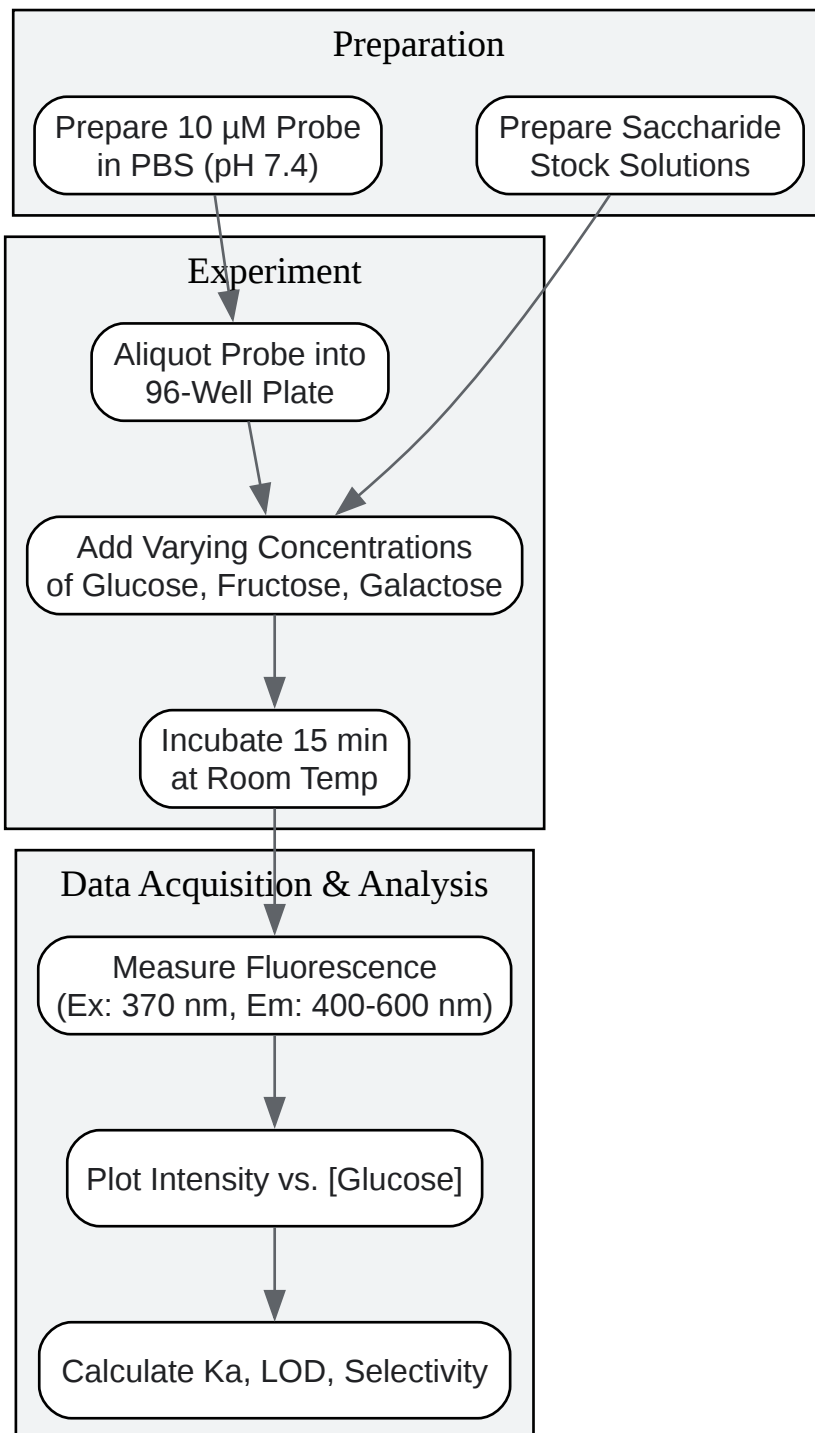 Preparation
Prepare 10 µM Probe
in PBS (pH 7.4)
Prepare Saccharide
Stock Solutions
Experiment
Aliquot Probe into
96-Well Plate
Add Varying Concentrations
of Glucose, Fructose, Galactose
Incubate 15 min
at Room Temp
Data Acquisition & Analysis
Measure Fluorescence
(Ex: 370 nm, Em: 400-600 nm)
Plot Intensity vs. [Glucose]
Calculate Ka, LOD, Selectivity